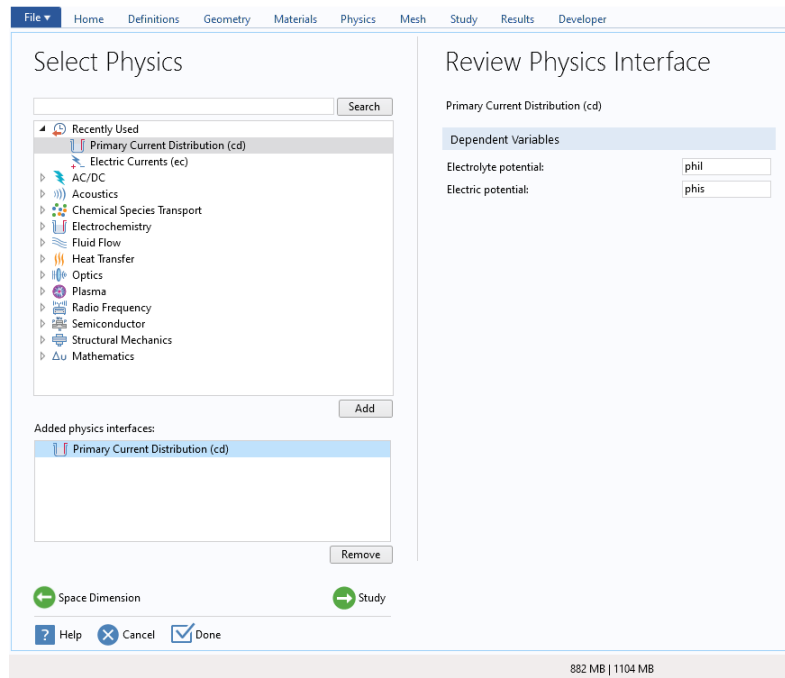 File Home Definitions Geometry Materials Physics Mesh Study Results Developer
Select Physics
Search
Recently Used
Primary Current Distribution (cd)
Electric Currents (ec)
AC/DC
Acoustics
Chemical Species Transport
Electrochemistry
Fluid Flow
Heat Transfer
Optics
Plasma
Radio Frequency
Semiconductor
Structural Mechanics
Δu Mathematics
Add
Added physics interfaces:
Primary Current Distribution (cd)
Remove
Space Dimension
Study
? Help
Cancel
Done
Review Physics Interface
Primary Current Distribution (cd)
Dependent Variables
Electrolyte potential: phil
Electric potential: phis
882 MB | 1104 MB